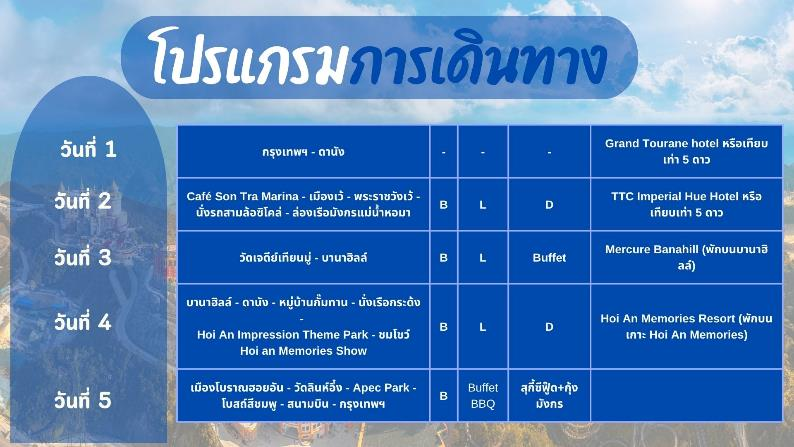 โปรแกรมการเดินทาง
วันที่ 1
กรุงเทพฯ - ดานัง
-
-
-
Grand Tourane hotel หรือเทียบ
เท่า 5 ดาว
วันที่ 2
Café Son Tra Marina - เมืองเว้ - พระราชวังเว้ -
นั่งรถสามล้อซิโคล่ - ล่องเรือมังกรแม่น้ำหอมา
B
L
D
TTC Imperial Hue Hotel หรือ
เทียบเท่า 5 ดาว
วันที่ 3
วัดเจดีย์เทียนมู่ - บานาฮิลล์
B
L
Buffet
Mercure Banahill (พักบนบานาฮิ
ลล์)
วันที่ 4
บานาฮิลล์ - ดานัง - หมู่บ้านกั๊มทาน - นั่งเรือกระด้ง
-
Hoi An Impression Theme Park - ชมโชว์
Hoi an Memories Show
B
L
D
Hoi An Memories Resort (พักบน
เกาะ Hoi An Memories)
วันที่ 5
เมืองโบราณฮอยอัน - วัดลินห์อึ๋ง - Apec Park -
โบสถ์สีชมพู - สนามบิน - กรุงเทพฯ
B
Buffet
BBQ
สุกี้ซีฟู๊ด+กุ้ง
มังกร